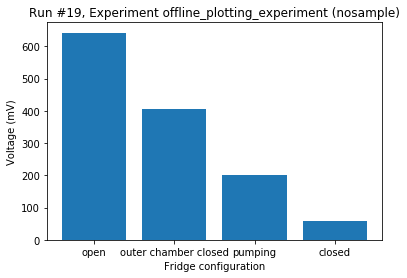 Run #19, Experiment offline_plotting_experiment (nosample)
600
500
400
300
200
100
0
Voltage (mV)
open outer chamber closed pumping closed
Fridge configuration